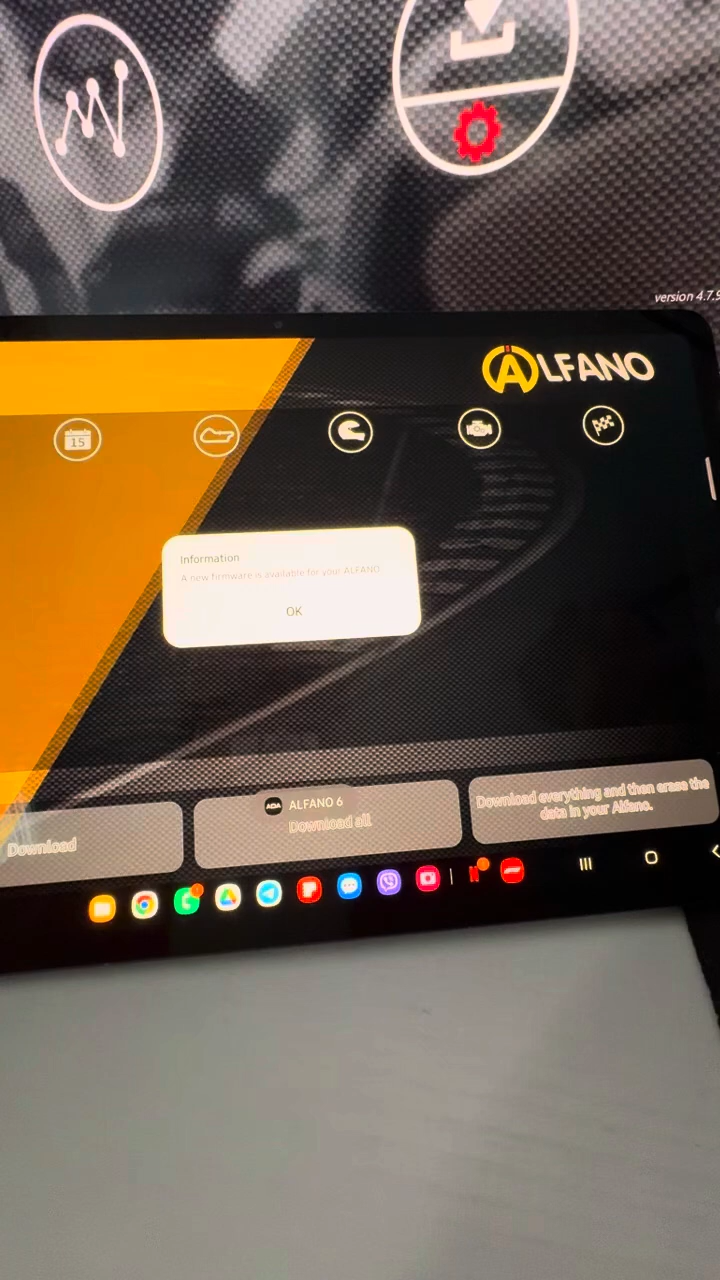 version 4.7.9
ALFANO
15
Information
A new firmware is available for your ALFANO.
OK
Download
ADA
ALFANO 6
Download all
Download everything and then erase the
data in your Alfano.